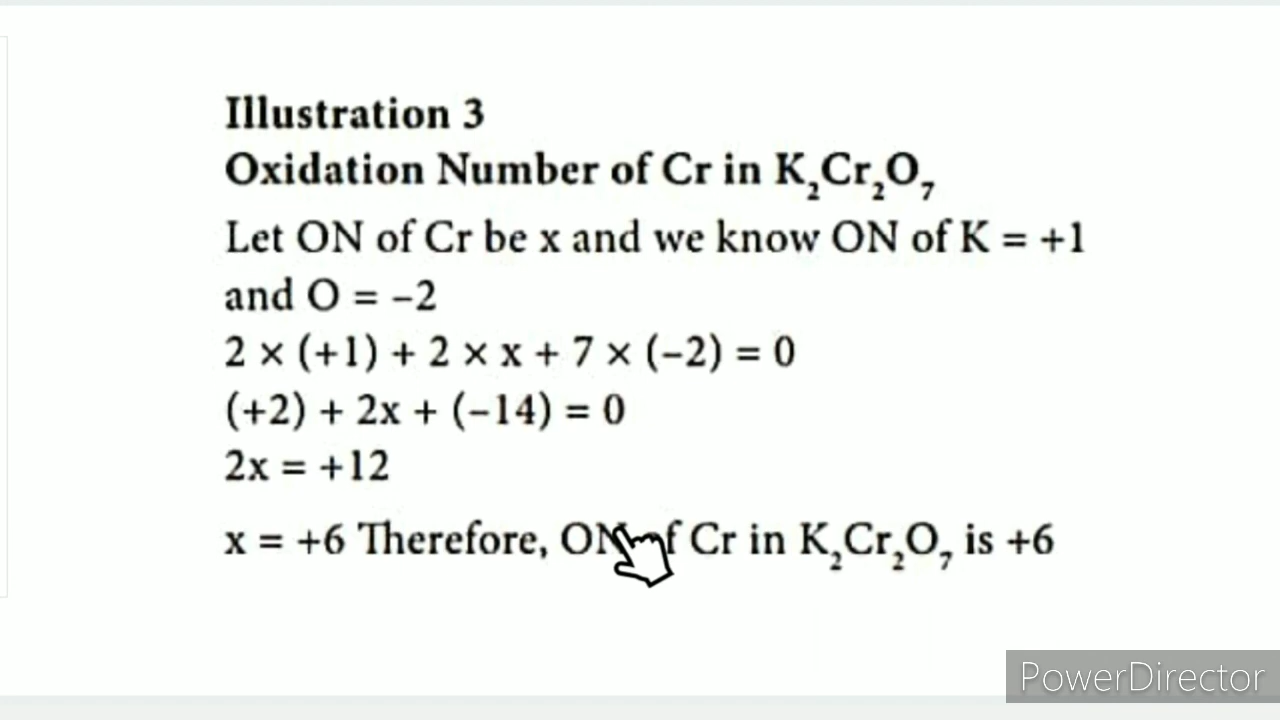 Illustration 3
Oxidation Number of Cr in K₂Cr₂O₇
Let ON of Cr be x and we know ON of K = +1
and O = −2
2 × (+1) + 2 × x + 7 × (−2) = 0
(+2) + 2x + (−14) = 0
2x = +12
x = +6 Therefore, ON of Cr in K₂Cr₂O₇ is +6
PowerDirector